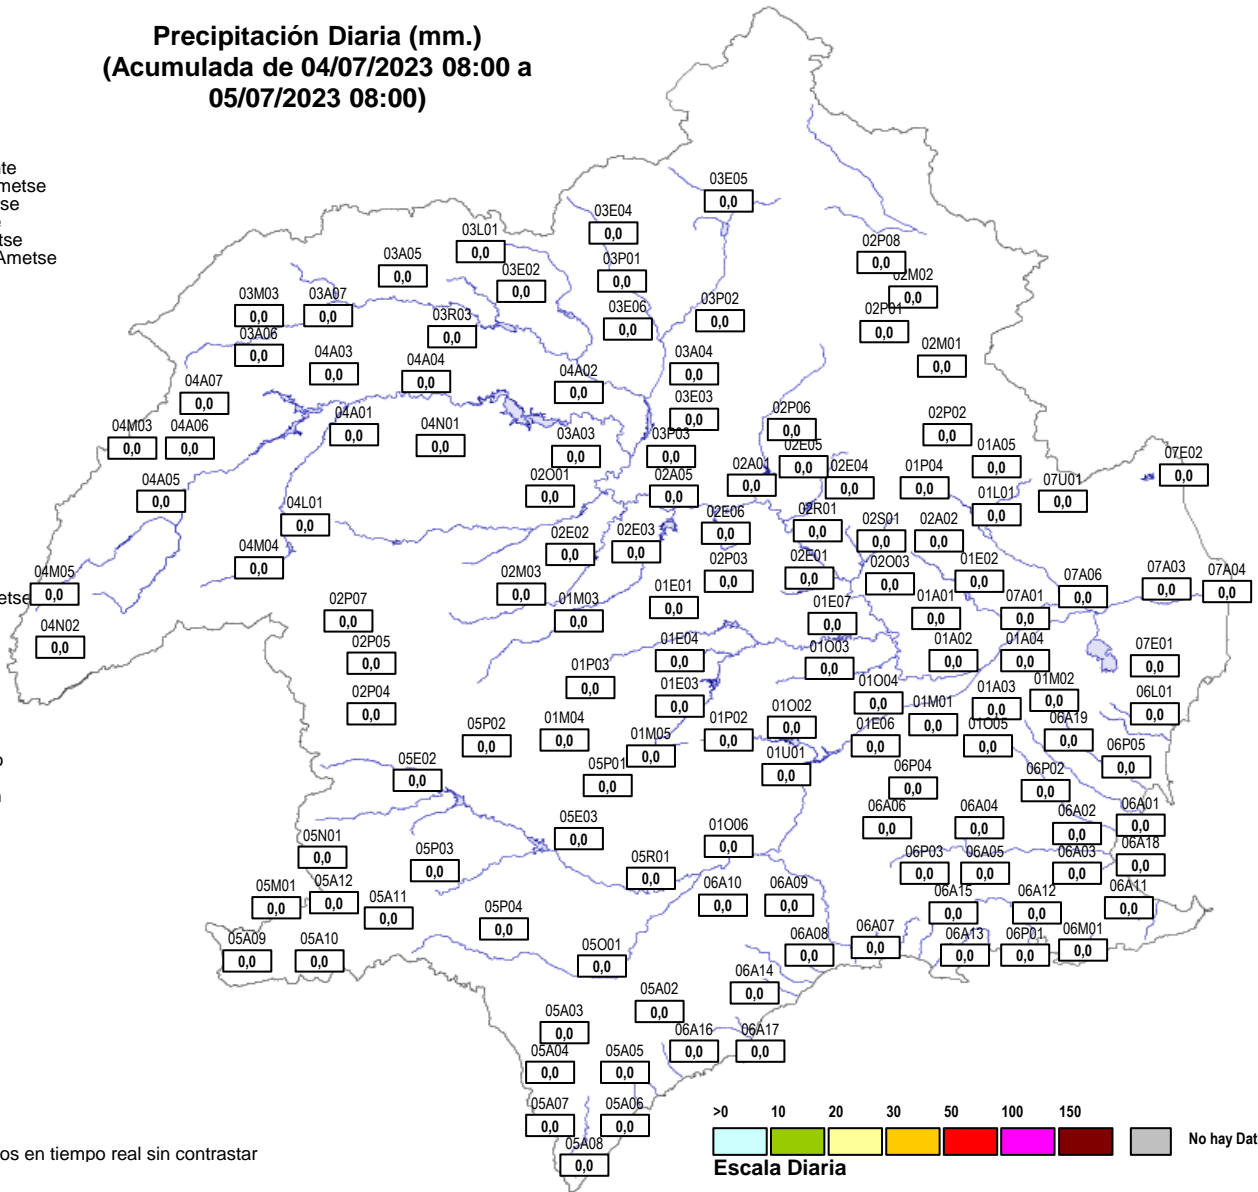 Precipitación Diaria (mm.)
(Acumulada de 04/07/2023 08:00 a
05/07/2023 08:00)
Ametse
03E05
0,0
03E04
0,0
03L01
0,0
02P08
0,0
03A05
0,0
03P01
0,0
03E02
0,0
02M02
0,0
03M03
0,0
03A07
0,0
03P02
0,0
03E06
0,0
02P01
0,0
03R03
0,0
03A06
0,0
02M01
0,0
04A03
0,0
03A04
0,0
04A04
0,0
04A02
0,0
04A07
0,0
03E03
0,0
02P06
0,0
04A01
0,0
02P02
0,0
04M03
0,0
04A06
0,0
04N01
0,0
03A03
0,0
03P03
0,0
02E05
0,0
01A05
0,0
07E02
0,0
02A01
0,0
02E04
0,0
01P04
0,0
02O01
0,0
02A05
0,0
04A05
0,0
07U01
0,0
01L01
0,0
04L01
0,0
02R01
0,0
02E06
0,0
02S01
0,0
02A02
0,0
02E02
0,0
02E03
0,0
04M04
0,0
02P03
0,0
02E01
0,0
02O03
0,0
01E02
0,0
04M05
0,0
02M03
0,0
07A06
0,0
07A03
0,0
07A04
0,0
01E01
0,0
02P07
0,0
01M03
0,0
01E07
0,0
01A01
0,0
07A01
0,0
04N02
0,0
02P05
0,0
01E04
0,0
01O03
0,0
01A02
0,0
01A04
0,0
07E01
0,0
01P03
0,0
01E03
0,0
01O04
0,0
01A03
0,0
01M02
0,0
02P04
0,0
06L01
0,0
05P02
0,0
01M04
0,0
01M05
0,0
01P02
0,0
01O02
0,0
01E06
0,0
01M01
0,0
01O05
0,0
06A19
0,0
05E02
0,0
05P01
0,0
01U01
0,0
06P04
0,0
06P02
0,0
06P05
0,0
05E03
0,0
01O06
0,0
06A06
0,0
06A04
0,0
06A02
0,0
06A01
0,0
05N01
0,0
05P03
0,0
05R01
0,0
06P03
0,0
06A05
0,0
06A03
0,0
06A18
0,0
05M01
0,0
05A12
0,0
05A11
0,0
06A10
0,0
06A09
0,0
06A15
0,0
06A12
0,0
06A11
0,0
05P04
0,0
05A09
0,0
05A10
0,0
05O01
0,0
06A08
0,0
06A07
0,0
06A13
0,0
06P01
0,0
06M01
0,0
06A14
0,0
05A02
0,0
05A03
0,0
06A16
0,0
06A17
0,0
05A04
0,0
05A05
0,0
05A07
0,0
05A06
0,0
05A08
0,0
>0 10 20 30 50 100 150
No hay Dat
Escala Diaria
os en tiempo real sin contrastar